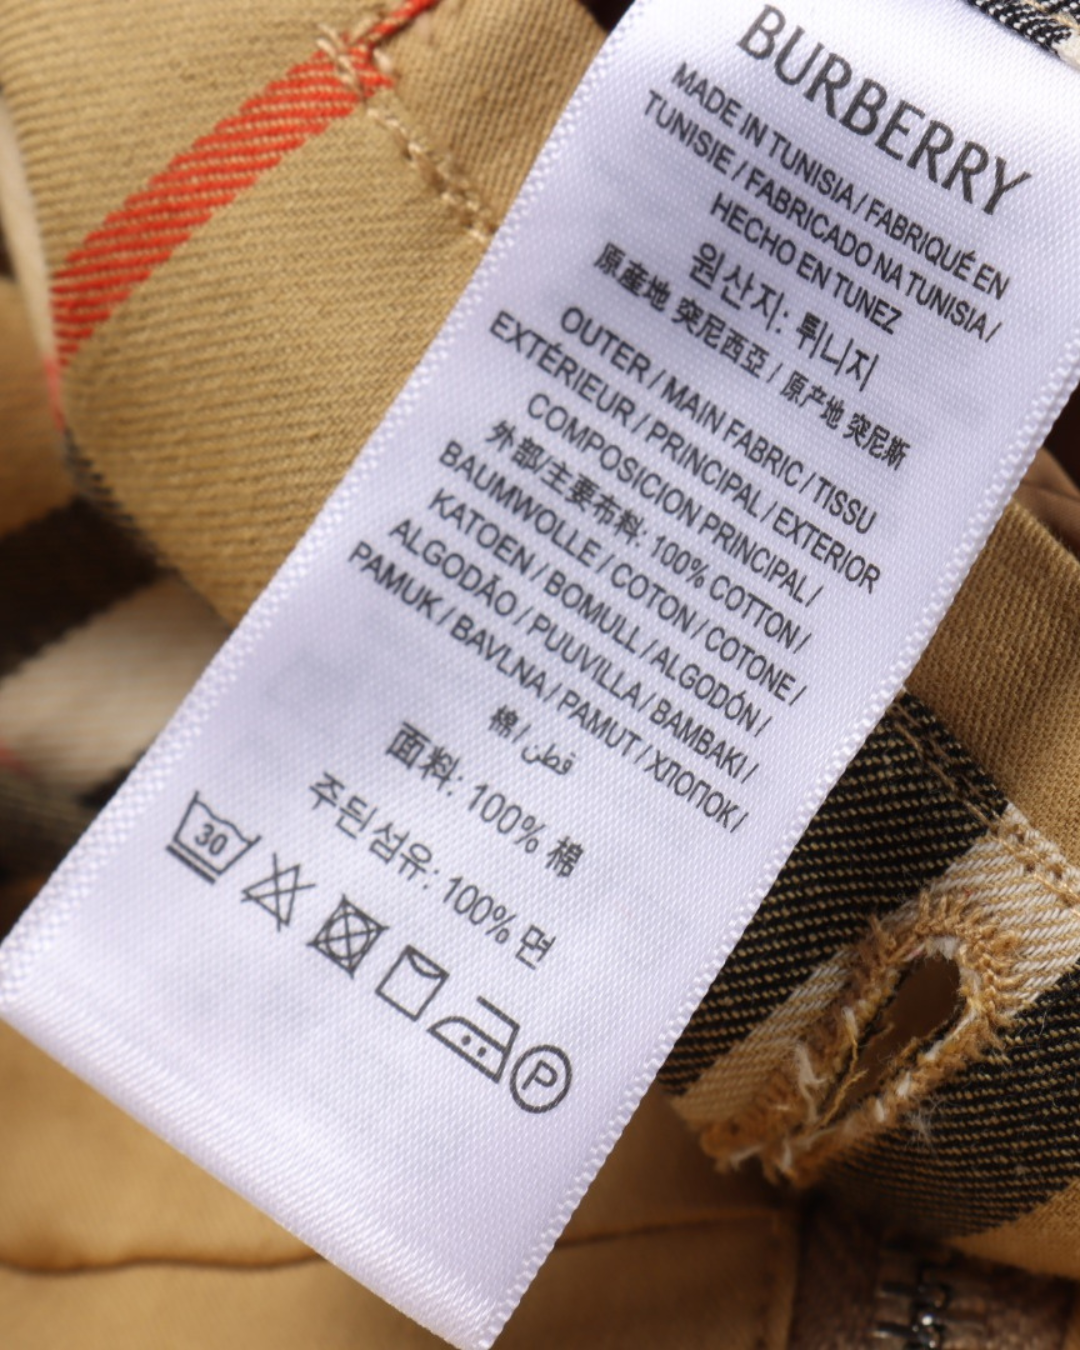 BURBERRY
MADE IN TUNISIA / FABRIQUÉ EN
TUNISIE / FABRICADO NA TUNISIA /
HECHO EN TUNEZ
원산지: 튀니지
原產地 突尼西亞 / 原产地 突尼斯
OUTER / MAIN FABRIC / TISSU
EXTÉRIEUR / PRINCIPAL / EXTERIOR
COMPOSICION PRINCIPAL /
外部/主要布料: 100% COTTON /
BAUMWOLLE / COTON / COTONE /
KATOEN / BOMULL / ALGODÓN /
ALGODÃO / PUUVILLA / BAMBAKI /
PAMUK / BAVLNA / PAMUT / ХЛОПОК /
棉 / قطن
面料: 100% 棉
주된 섬유: 100% 면
30
P